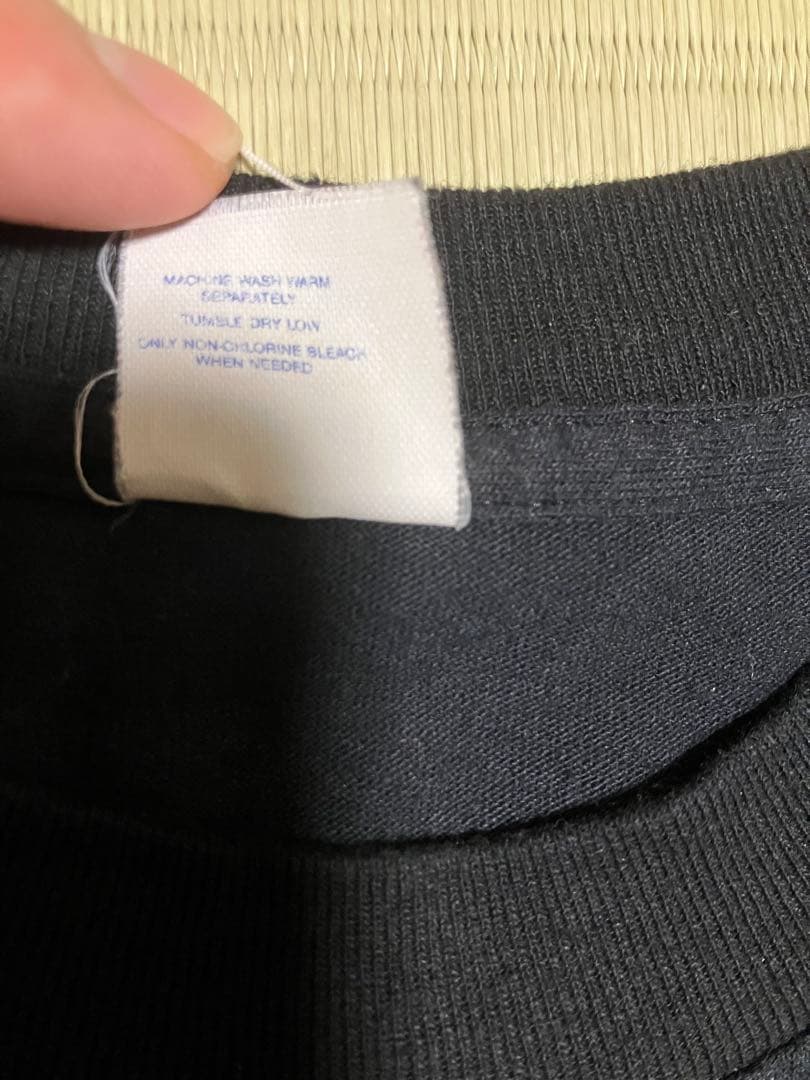 MACHINE WASH WARM
SEPARATELY
TUMBLE DRY LOW
ONLY NON-CHLORINE BLEACH
WHEN NEEDED